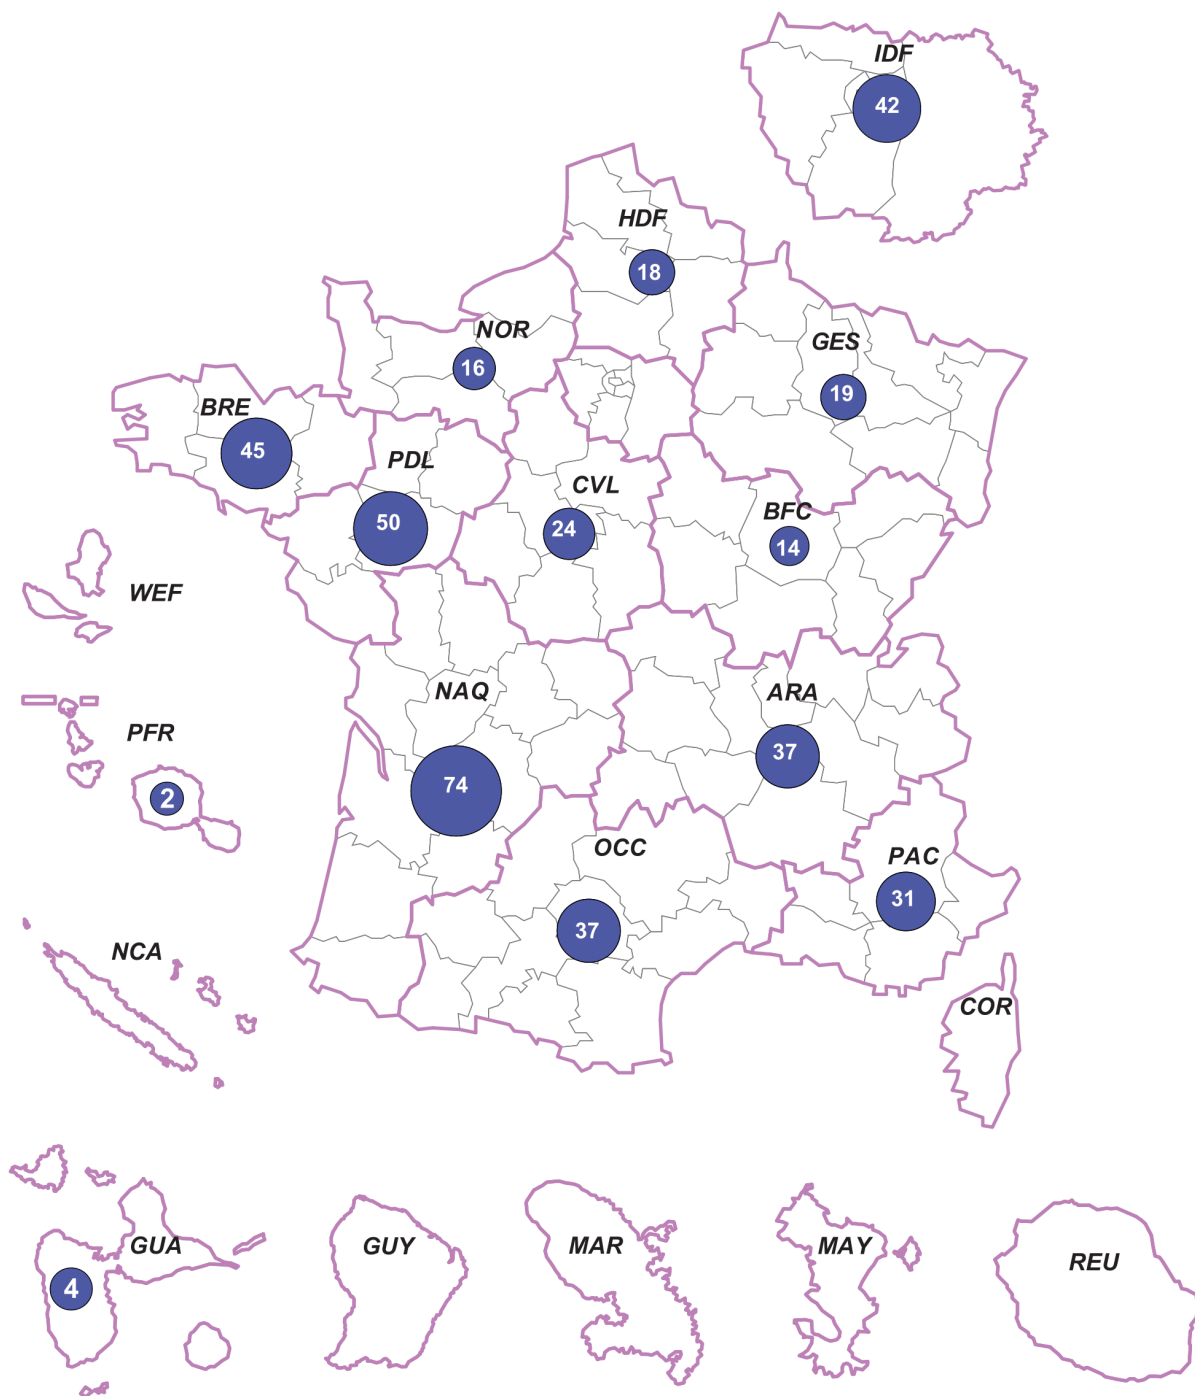 IDF
42
HDF
18
NOR
16
GES
19
BRE
45
PDL
50
CVL
24
BFC
14
WEF
NAQ
74
ARA
37
PFR
2
OCC
37
PAC
31
NCA
COR
GUA
4
GUY
MAR
MAY
REU